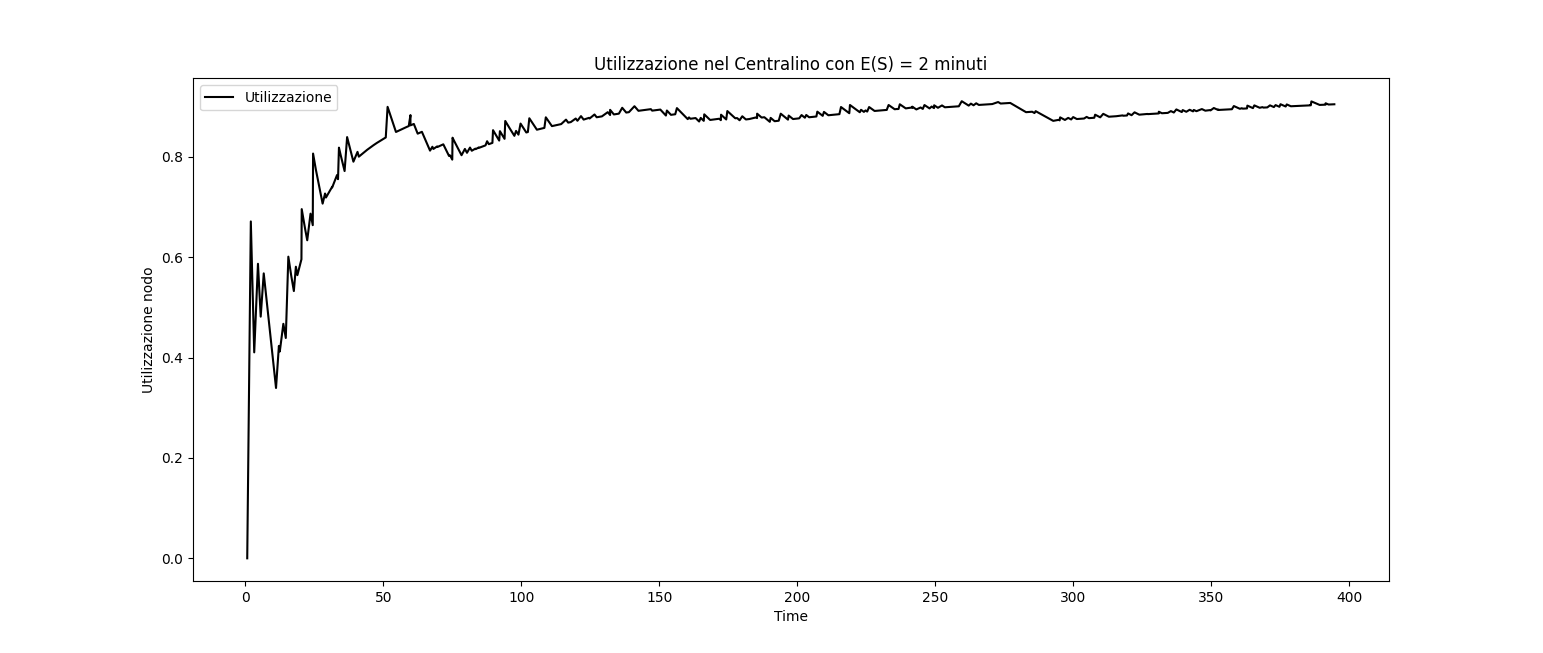 Utilizzazione nel Centralino con E(S) = 2 minuti
Utilizzazione
Utilizzazione nodo
0.8
0.6
0.4
0.2
0.0
0 50 100 150 200 250 300 350 400
Time